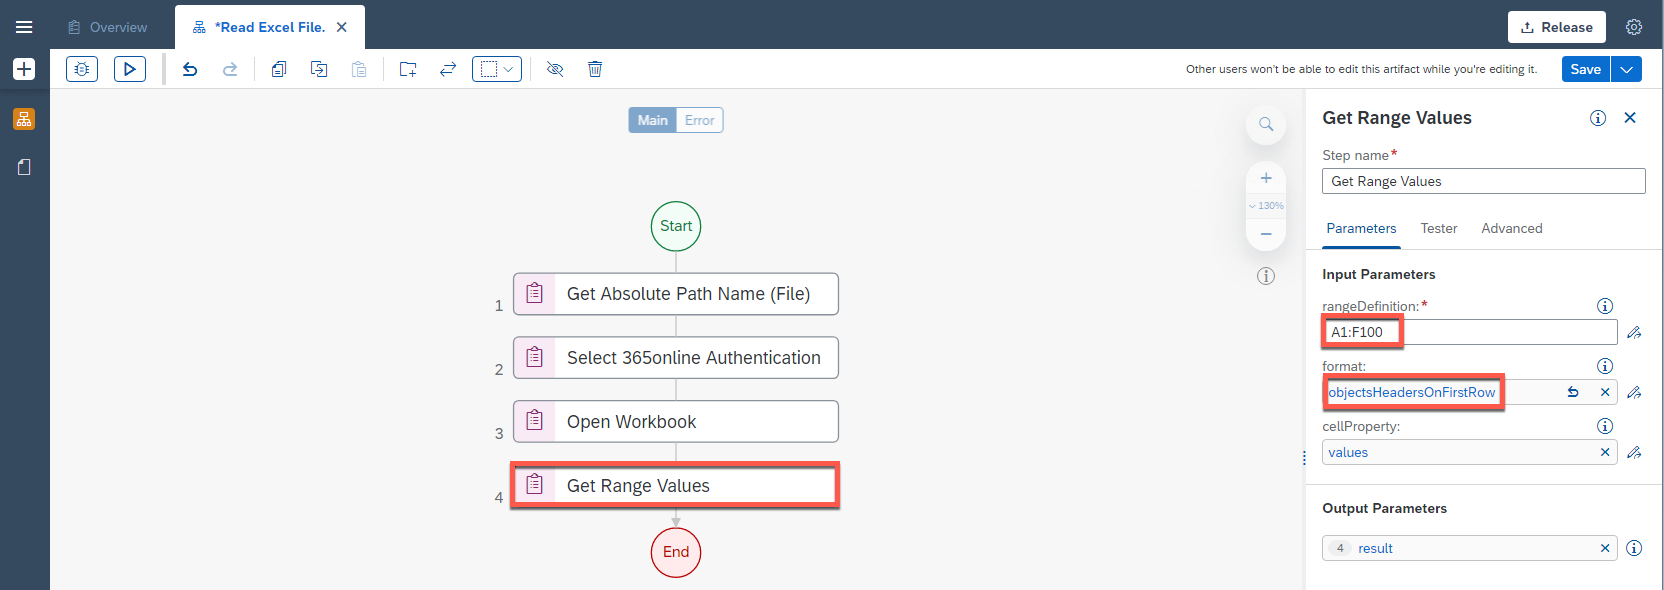 Overview
*Read Excel File.
Release
Other users won't be able to edit this artifact while you're editing it.
Save
Main
Error
130%
Start
1
Get Absolute Path Name (File)
2
Select 365online Authentication
3
Open Workbook
4
Get Range Values
End
Get Range Values
Step name*
Get Range Values
Parameters
Tester
Advanced
Input Parameters
rangeDefinition:*
A1:F100
format:
objectsHeadersOnFirstRow
cellProperty:
values
Output Parameters
4 result